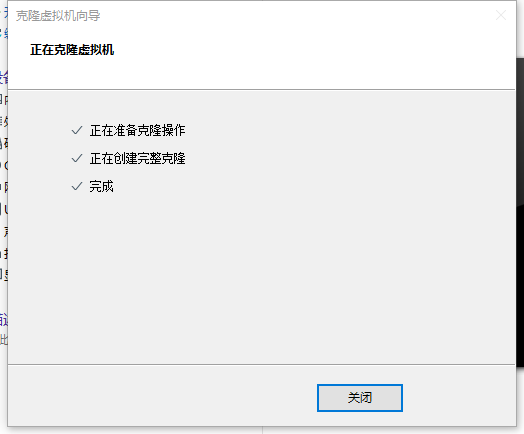 克隆虚拟机向导
正在克隆虚拟机
正在准备克隆操作
正在创建完整克隆
完成
关闭